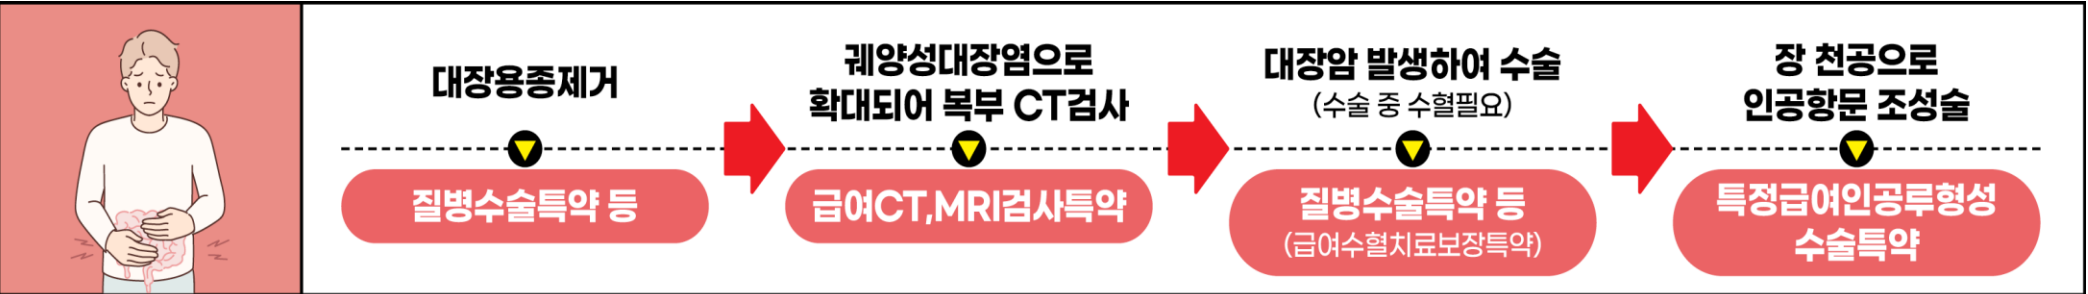 대장용종제거
질병수술특약 등
궤양성대장염으로
확대되어 복부 CT검사
급여CT,MRI검사특약
대장암 발생하여 수술
(수술 중 수혈필요)
질병수술특약 등
(급여수혈치료보장특약)
장 천공으로
인공항문 조성술
특정급여인공루형성
수술특약